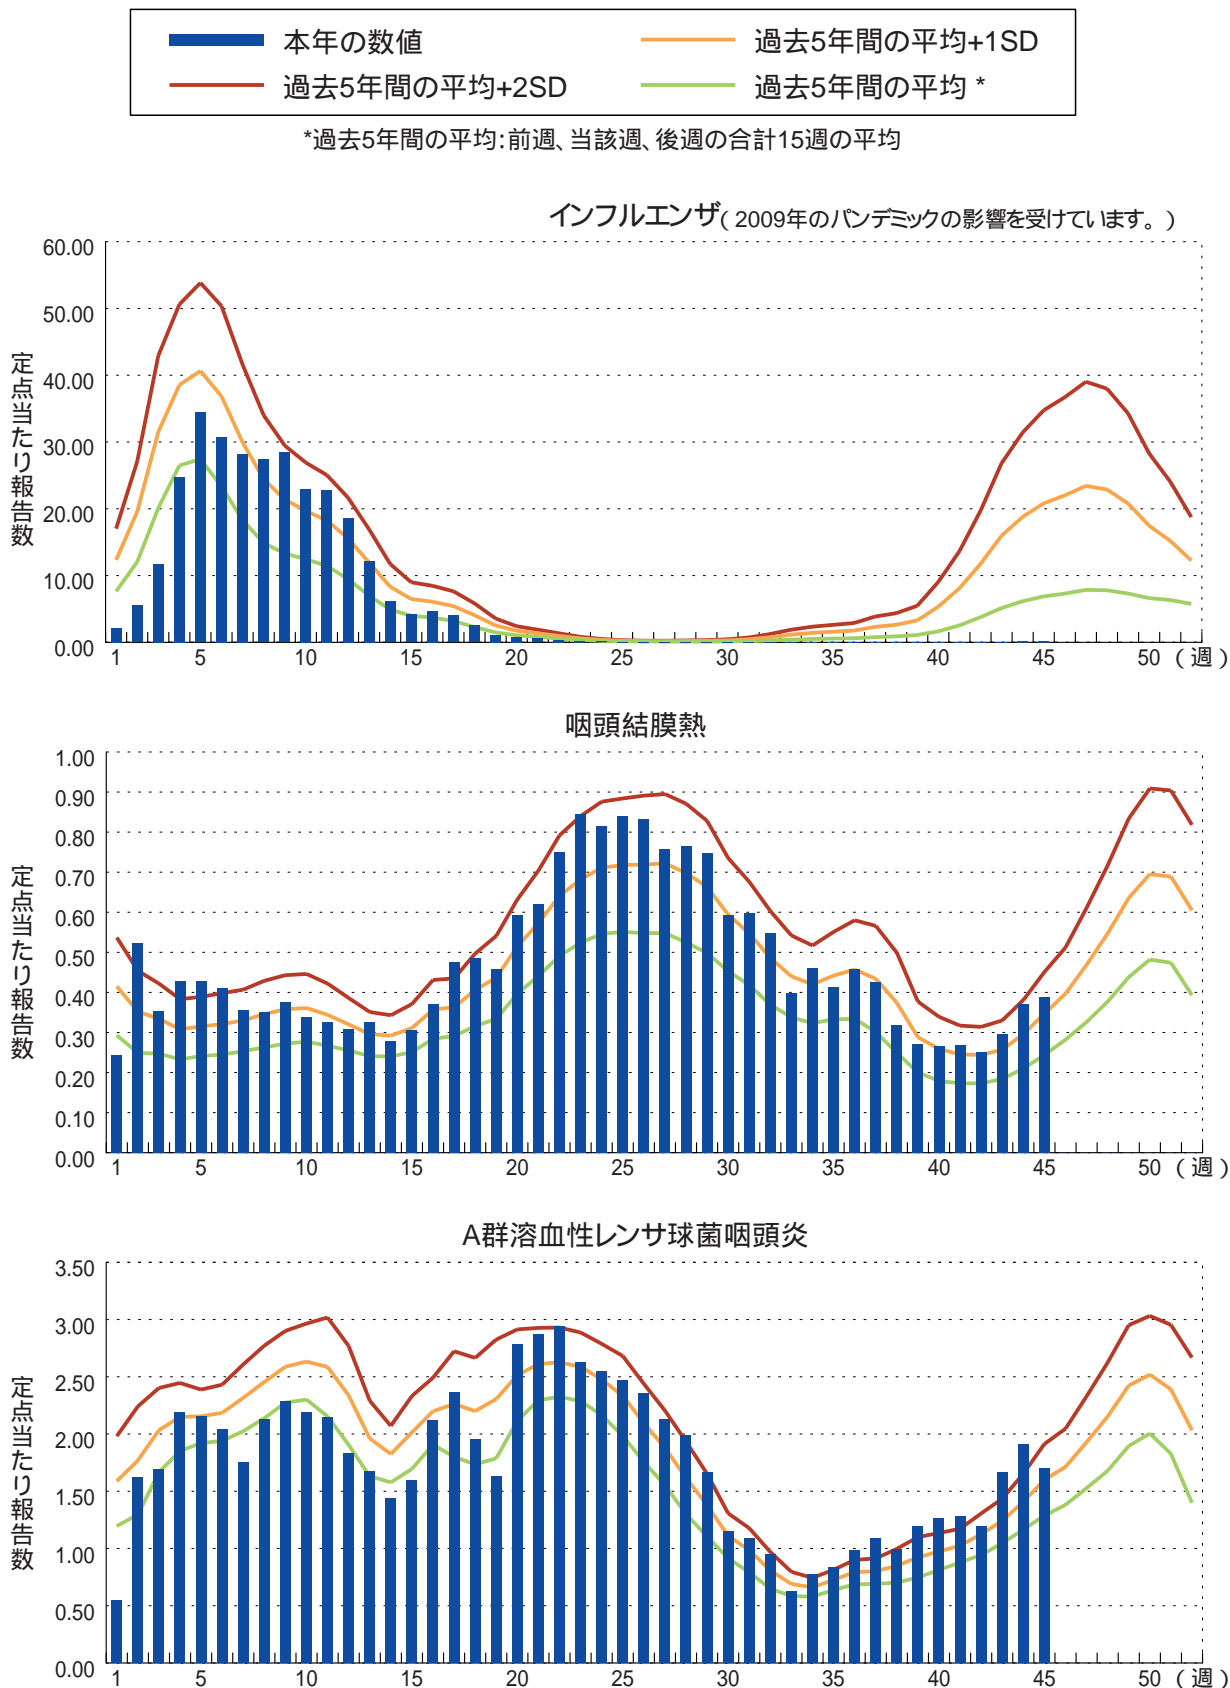 本年の数値
過去5年間の平均+1SD
過去5年間の平均+2SD
過去5年間の平均 *
*過去5年間の平均：前週、当該週、後週の合計15週の平均
インフルエンザ（2009年のパンデミックの影響を受けています。）
定点当たり報告数
60.00
50.00
40.00
30.00
20.00
10.00
0.00
1 5 10 15 20 25 30 35 40 45 50 （週）
咽頭結膜熱
定点当たり報告数
1.00
0.90
0.80
0.70
0.60
0.50
0.40
0.30
0.20
0.10
0.00
1 5 10 15 20 25 30 35 40 45 50 （週）
A群溶血性レンサ球菌咽頭炎
定点当たり報告数
3.50
3.00
2.50
2.00
1.50
1.00
0.50
0.00
1 5 10 15 20 25 30 35 40 45 50 （週）